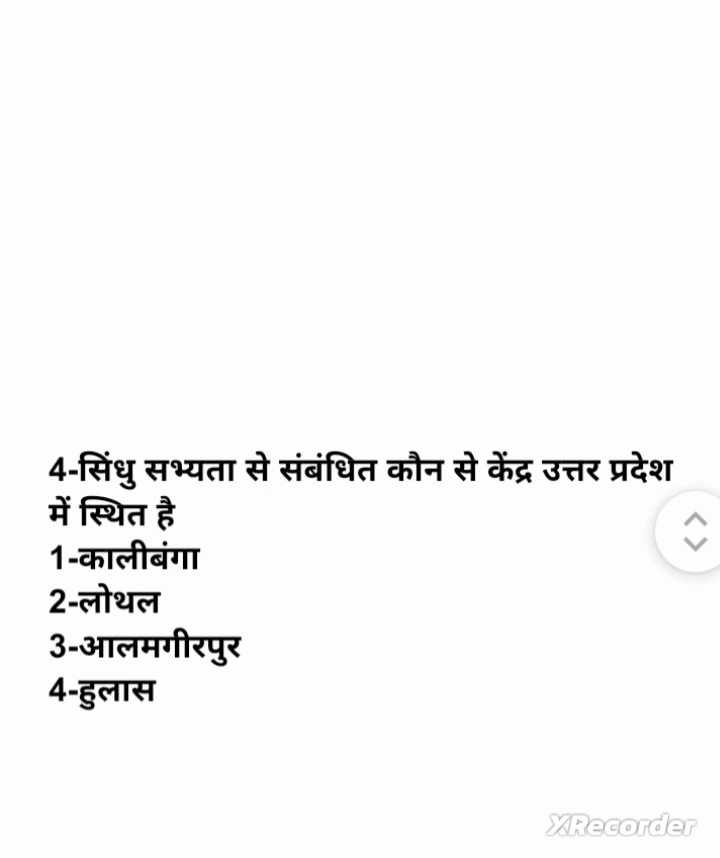 4-सिंधु सभ्यता से संबंधित कौन से केंद्र उत्तर प्रदेश
में स्थित है
1-कालीबंगा
2-लोथल
3-आलमगीरपुर
4-हुलास
XRecorder